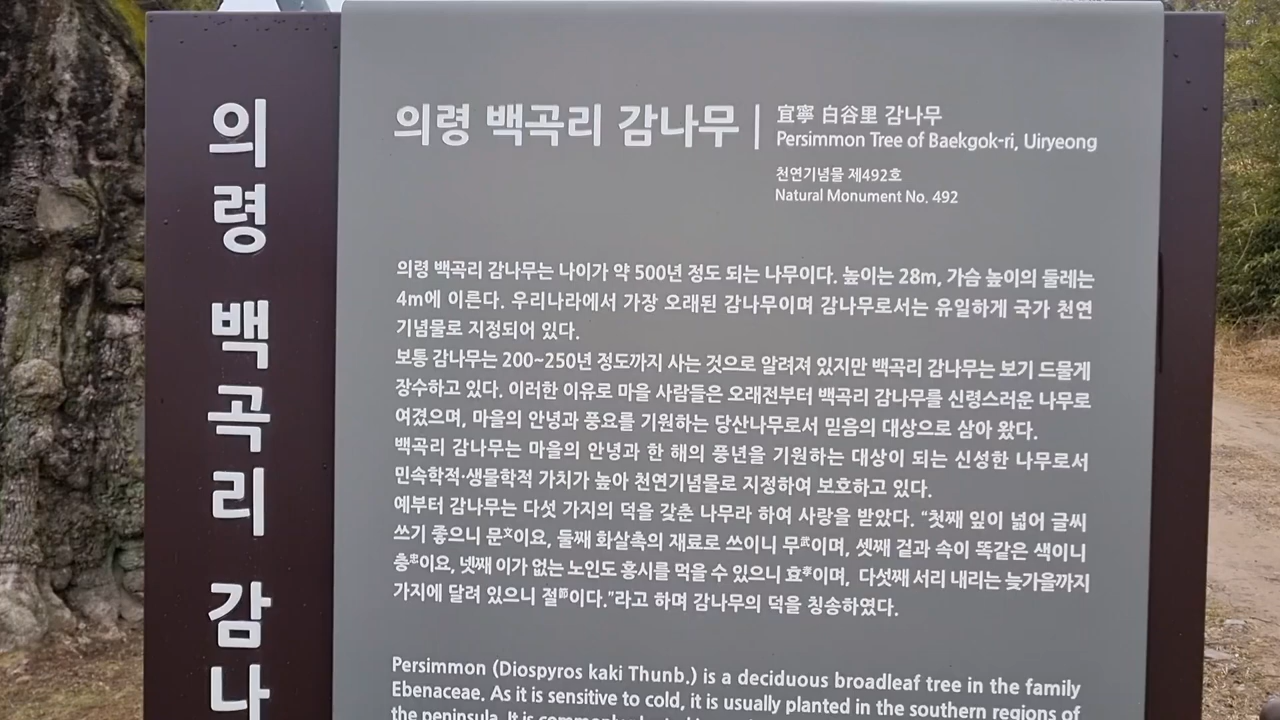 의령 백곡리 감나
의령 백곡리 감나무
宜寧 白谷里 감나무
Persimmon Tree of Baekgok-ri, Uiryeong
천연기념물 제492호
Natural Monument No. 492
의령 백곡리 감나무는 나이가 약 500년 정도 되는 나무이다. 높이는 28m, 가슴 높이의 둘레는
4m에 이른다. 우리나라에서 가장 오래된 감나무이며 감나무로서는 유일하게 국가 천연
기념물로 지정되어 있다.
보통 감나무는 200~250년 정도까지 사는 것으로 알려져 있지만 백곡리 감나무는 보기 드물게
장수하고 있다. 이러한 이유로 마을 사람들은 오래전부터 백곡리 감나무를 신령스러운 나무로
여겼으며, 마을의 안녕과 풍요를 기원하는 당산나무로서 믿음의 대상으로 삼아 왔다.
백곡리 감나무는 마을의 안녕과 한 해의 풍년을 기원하는 대상이 되는 신성한 나무로서
민속학적·생물학적 가치가 높아 천연기념물로 지정하여 보호하고 있다.
예부터 감나무는 다섯 가지의 덕을 갖춘 나무라 하여 사랑을 받았다. “첫째 잎이 넓어 글씨
쓰기 좋으니 문文이요, 둘째 화살촉의 재료로 쓰이니 무武이며, 셋째 겉과 속이 똑같은 색이니
충忠이요, 넷째 이가 없는 노인도 홍시를 먹을 수 있으니 효孝이며, 다섯째 서리 내리는 늦가을까지
가지에 달려 있으니 절節이다.”라고 하며 감나무의 덕을 칭송하였다.
Persimmon (Diospyros kaki Thunb.) is a deciduous broadleaf tree in the family
Ebenaceae. As it is sensitive to cold, it is usually planted in the southern regions of
the peninsula. It is commonly